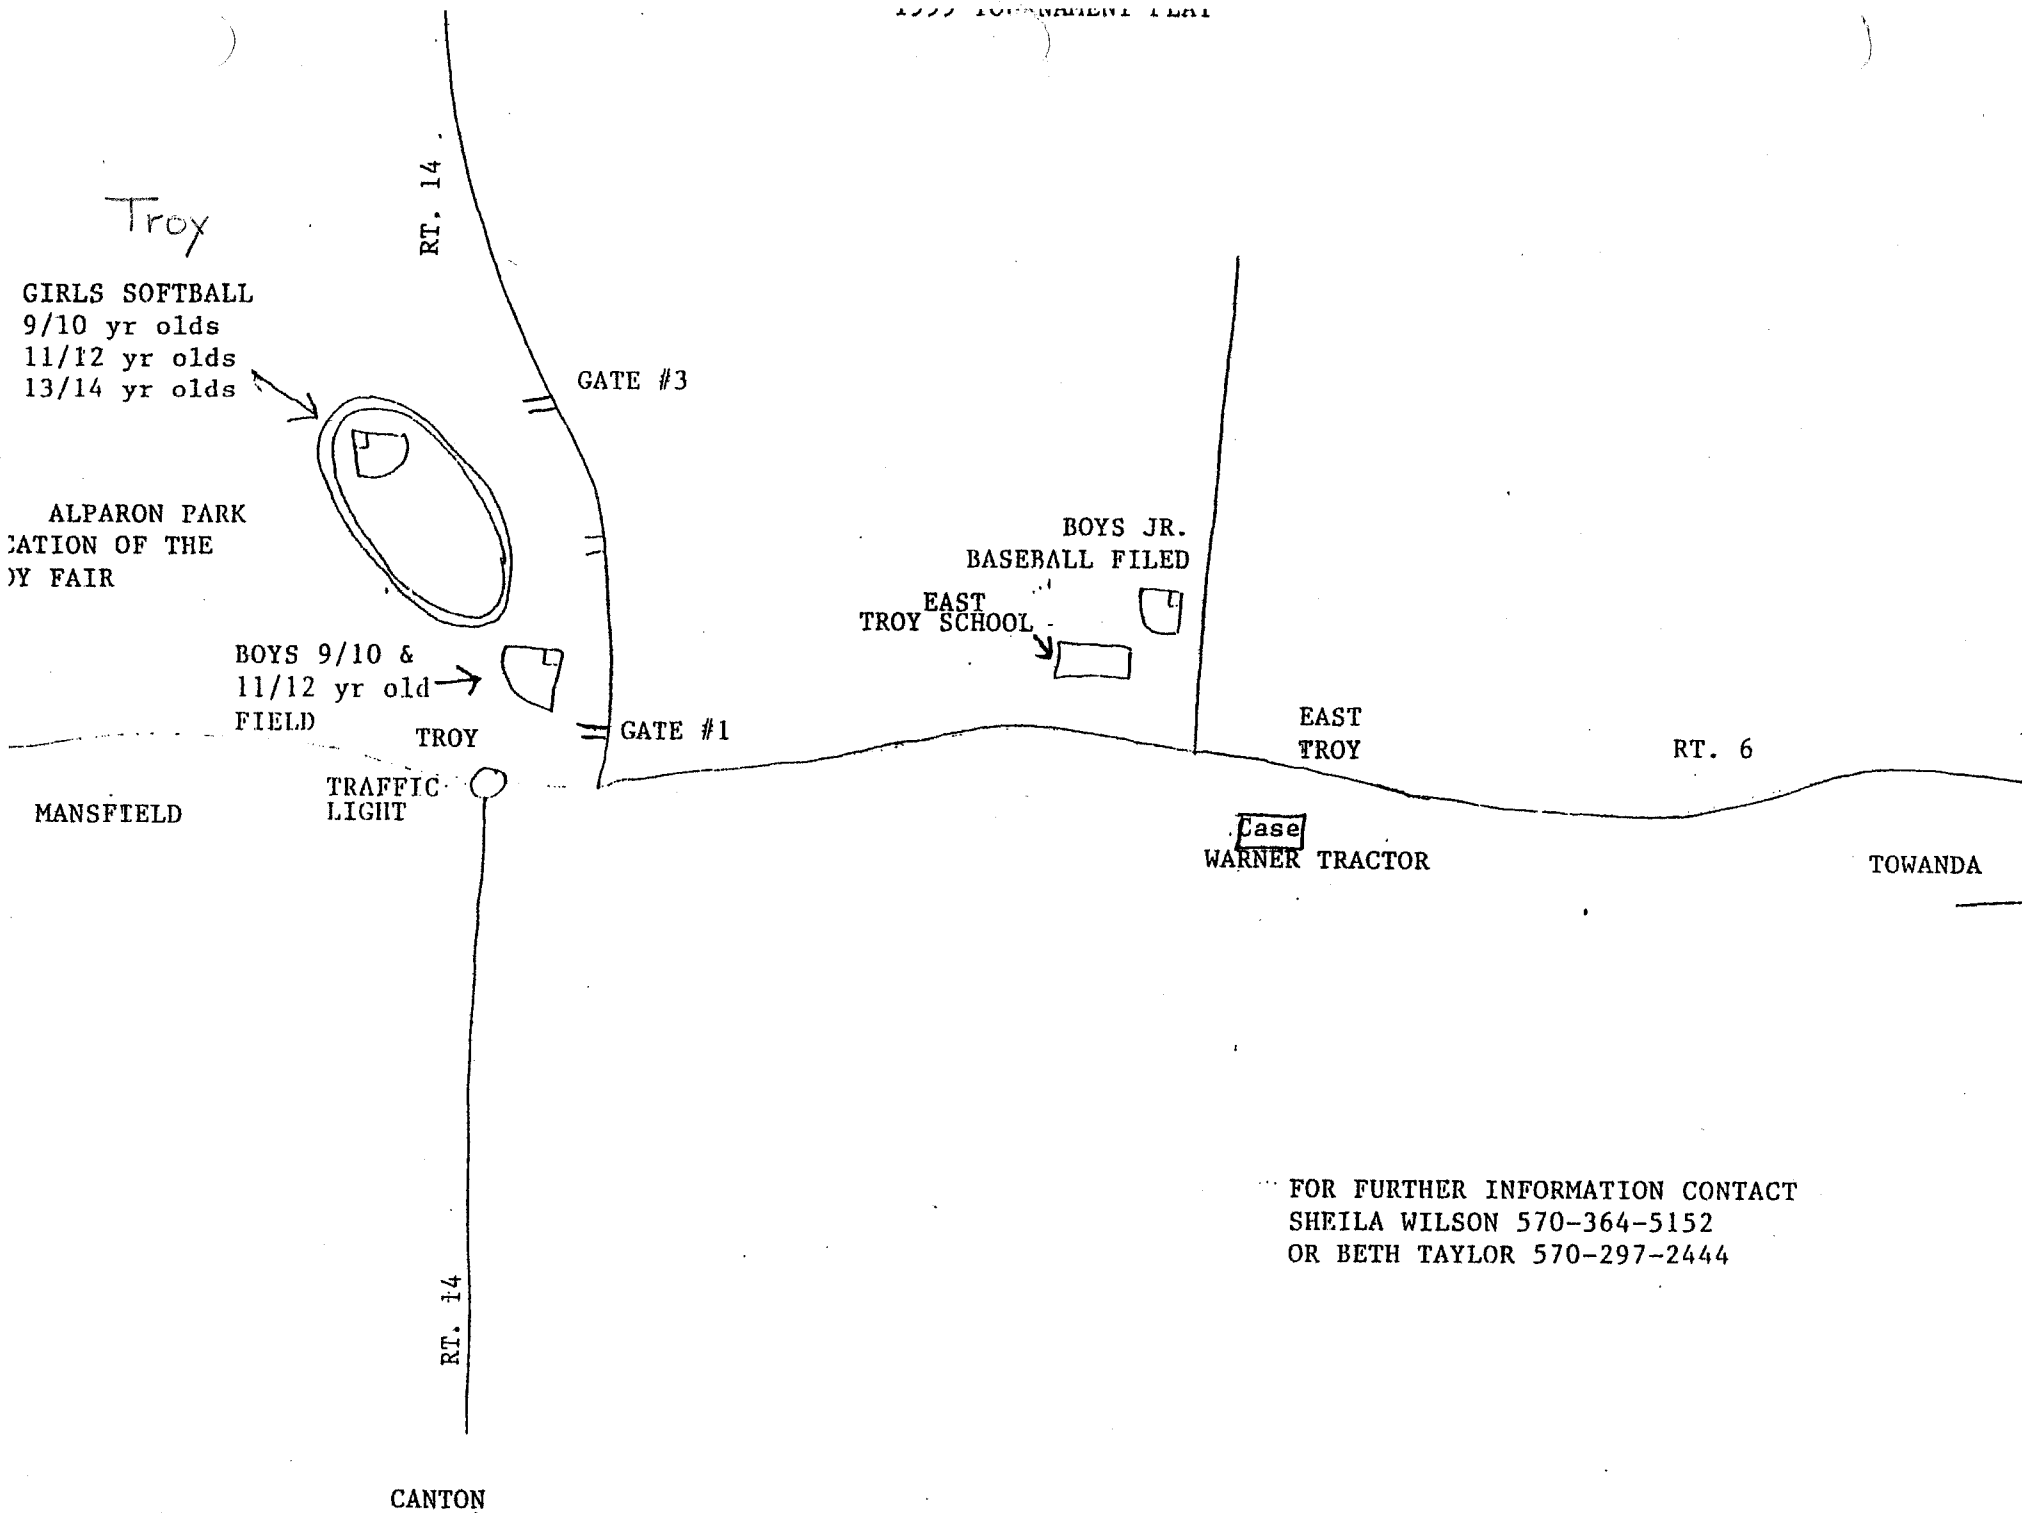 RT. 14
Troy
GIRLS SOFTBALL
9/10 yr olds
11/12 yr olds
13/14 yr olds
GATE #3
ALPARON PARK
OF THE
FAIR
BOYS JR.
BASEBALL FILED
EAST
TROY SCHOOL
BOYS 9/10 &
11/12 yr old
FIELD
TROY
GATE #1
EAST
TROY
RT. 6
TRAFFIC
LIGHT
MANSFIELD
Case
WARNER TRACTOR
TOWANDA
FOR FURTHER INFORMATION CONTACT
SHEILA WILSON 570-364-5152
OR BETH TAYLOR 570-297-2444
RT. 14
CANTON